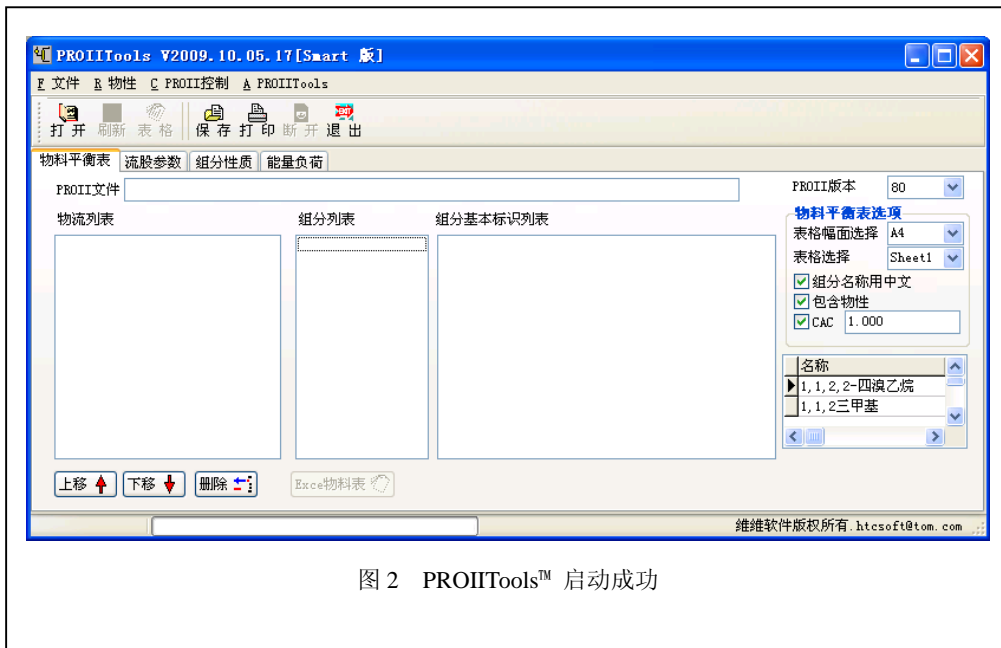 PROIITools V2009.10.05.17[Smart 版]
F 文件 R 物性 C PROII控制 A PROIITools
打开 刷新 表格 保存 打印 断开 退出
物料平衡表 流股参数 组分性质 能量负荷
PROII文件 PROII版本 80
物流列表 组分列表 组分基本标识列表
物料平衡表选项
表格幅面选择 A4
表格选择 Sheet1
组分名称用中文
包含物性
CAC 1.000
名称
1,1,2,2-四溴乙烷
1,1,2三甲基
上移 下移 删除 Exce物料表
維維软件版权所有.htcsoft@tom.com
图 2 PROIITools™ 启动成功